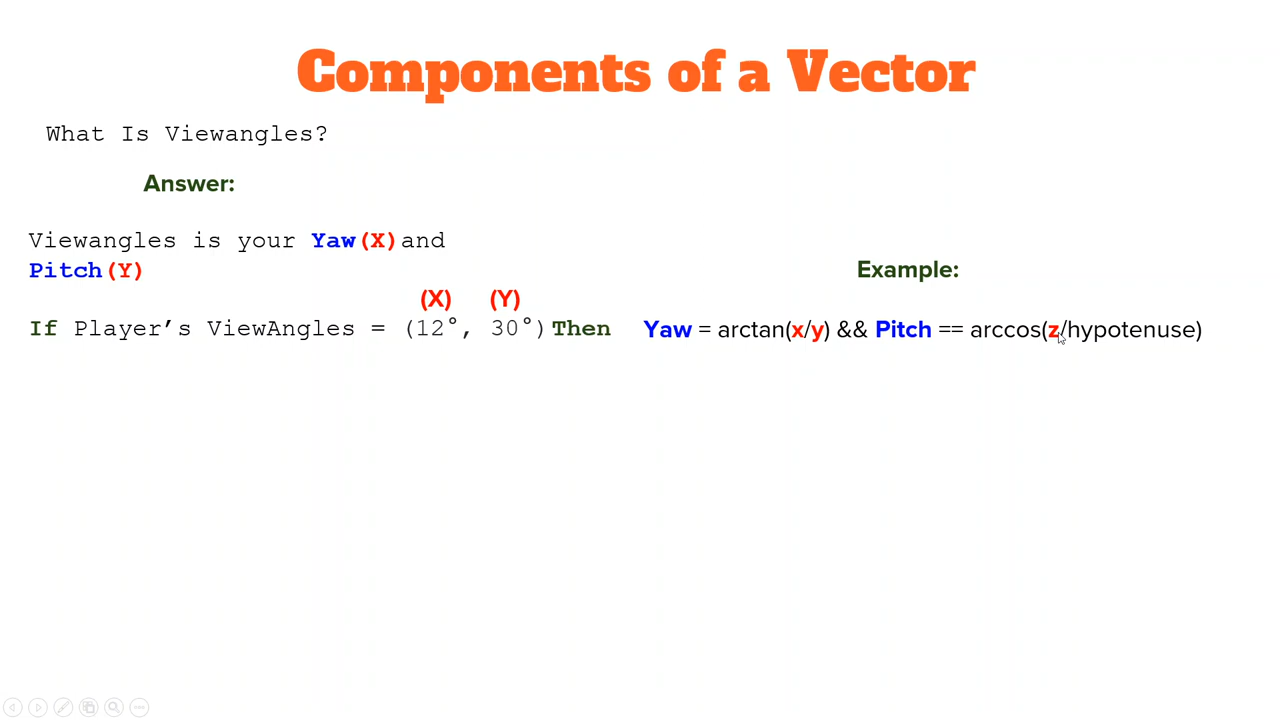 Components of a Vector
What Is Viewangles?
Answer:
Viewangles is your Yaw(X) and
Pitch(Y)
Example:
(X) (Y)
If Player’s ViewAngles = (12°, 30°) Then
Yaw = arctan(x/y) && Pitch == arccos(z/hypotenuse)